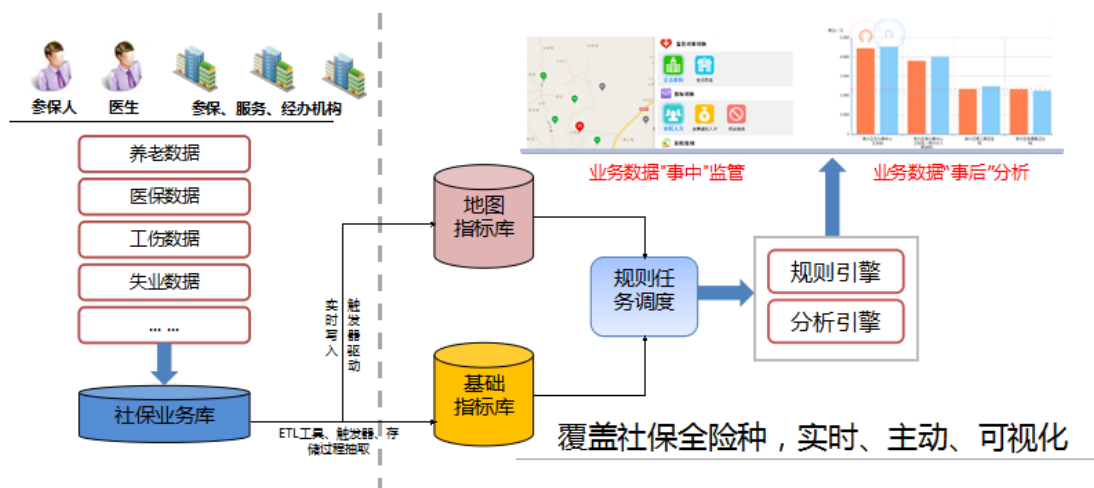 参保人
医生
参保、服务、经办机构
养老数据
医保数据
工伤数据
失业数据
... ...
社保业务库
实时写入
触发器驱动
ETL工具、触发器、存
储过程抽取
地图
指标库
基础
指标库
规则任
务调度
规则引擎
分析引擎
业务数据"事中"监管
业务数据“事后”分析
覆盖社保全险种，实时、主动、可视化